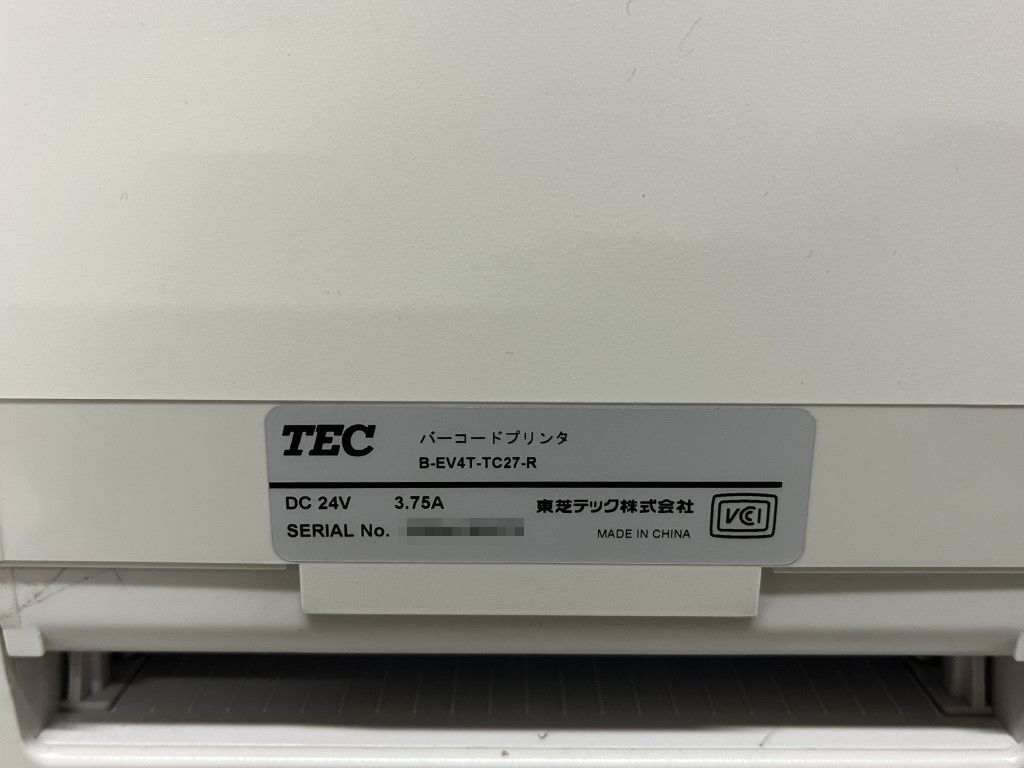 TEC
バーコードプリンタ
B-EV4T-TC27-R
DC 24V 3.75A
東芝テック株式会社
SERIAL No.
MADE IN CHINA
VCCI